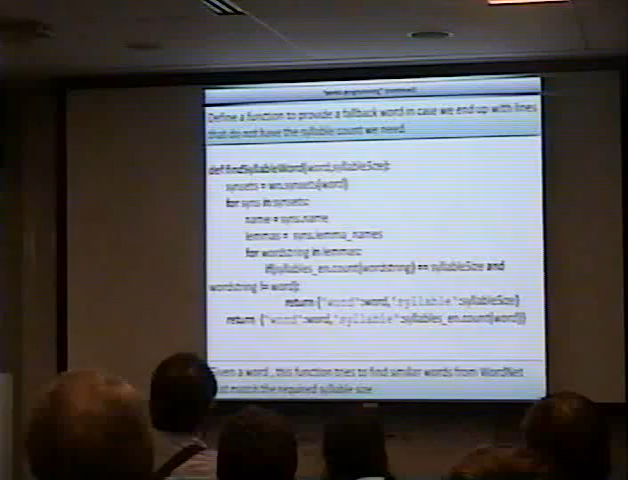 Define a function to provide a fallback word in case we end up with lines
that do not have the syllable count we need
def findSyllableWord(word,syllableSize):
synsets = wn.synsets(word)
for syns in synsets:
name = syns.name
lemmas = syns.lemma_names
for wordstring in lemmas:
if(syllables_en.count(wordstring) == syllableSize and
wordstring != word):
return {"word":word,"syllable":syllableSize}
return {"word":word,"syllable":syllables_en.count(word)}
Given a word , this function tries to find similar words from WordNet
that match the required syllable size